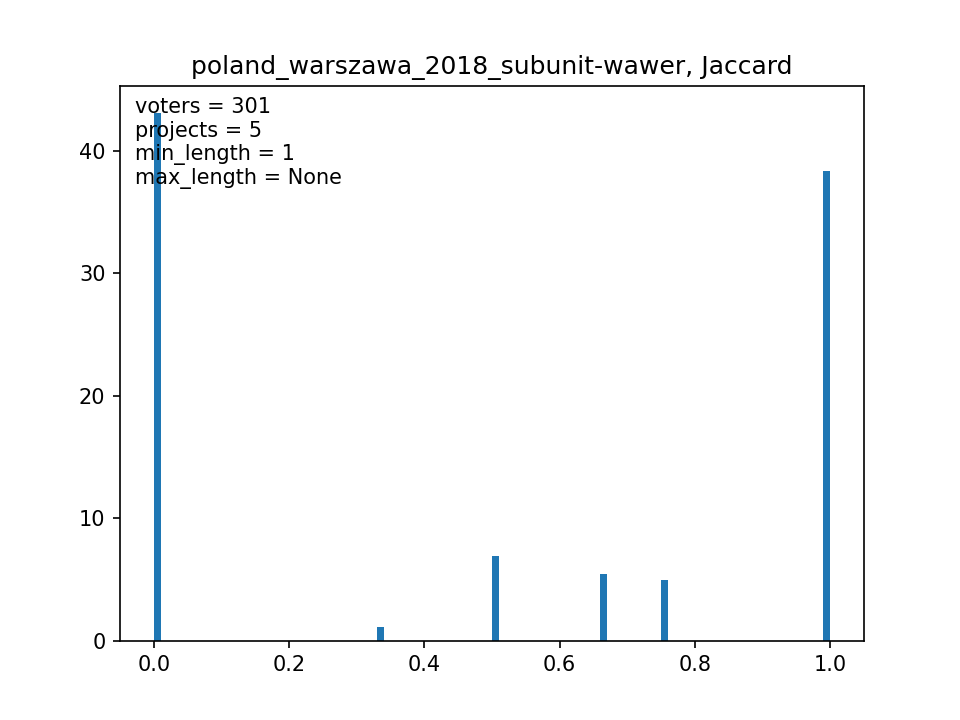 poland_warszawa_2018_subunit-wawer, Jaccard
voters = 301
projects = 5
min_length = 1
max_length = None
40
30
20
10
0
0.0 0.2 0.4 0.6 0.8 1.0